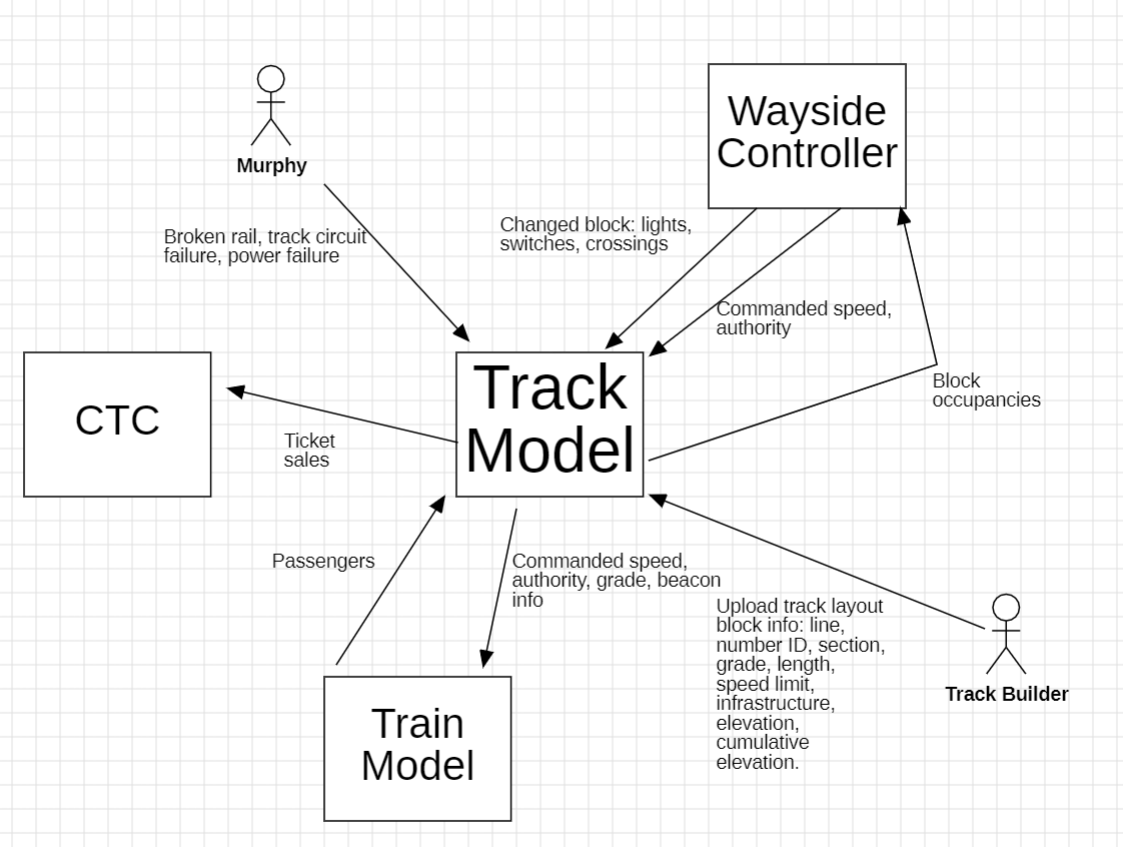 Murphy
Wayside
Controller
Broken rail, track circuit
failure, power failure
Changed block: lights,
switches, crossings
Commanded speed,
authority
Block
occupancies
CTC
Ticket
sales
Track
Model
Passengers
Commanded speed,
authority, grade, beacon
info
Upload track layout
block info: line,
number ID, section,
grade, length,
speed limit,
infrastructure,
elevation,
cumulative
elevation.
Track Builder
Train
Model